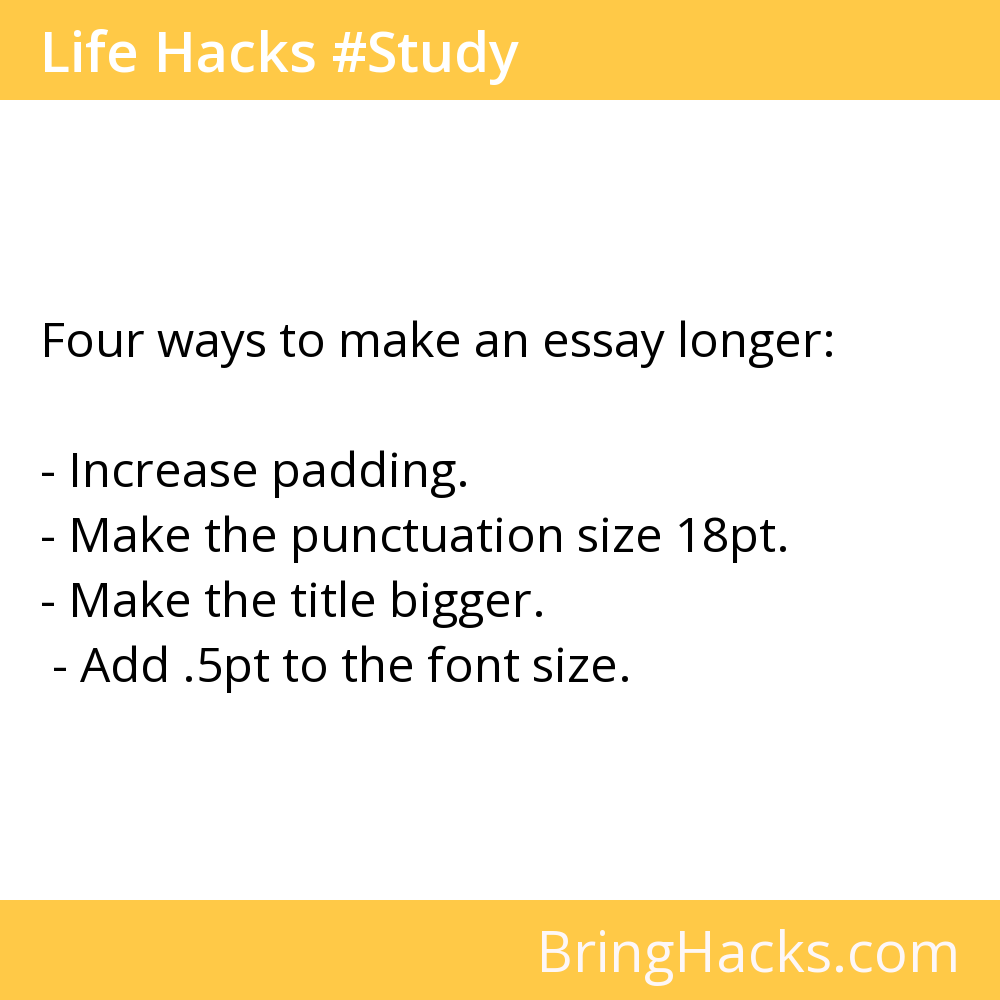 Life Hacks #Study
Four ways to make an essay longer:
- Increase padding.
- Make the punctuation size 18pt.
- Make the title bigger.
- Add .5pt to the font size.
BringHacks.com